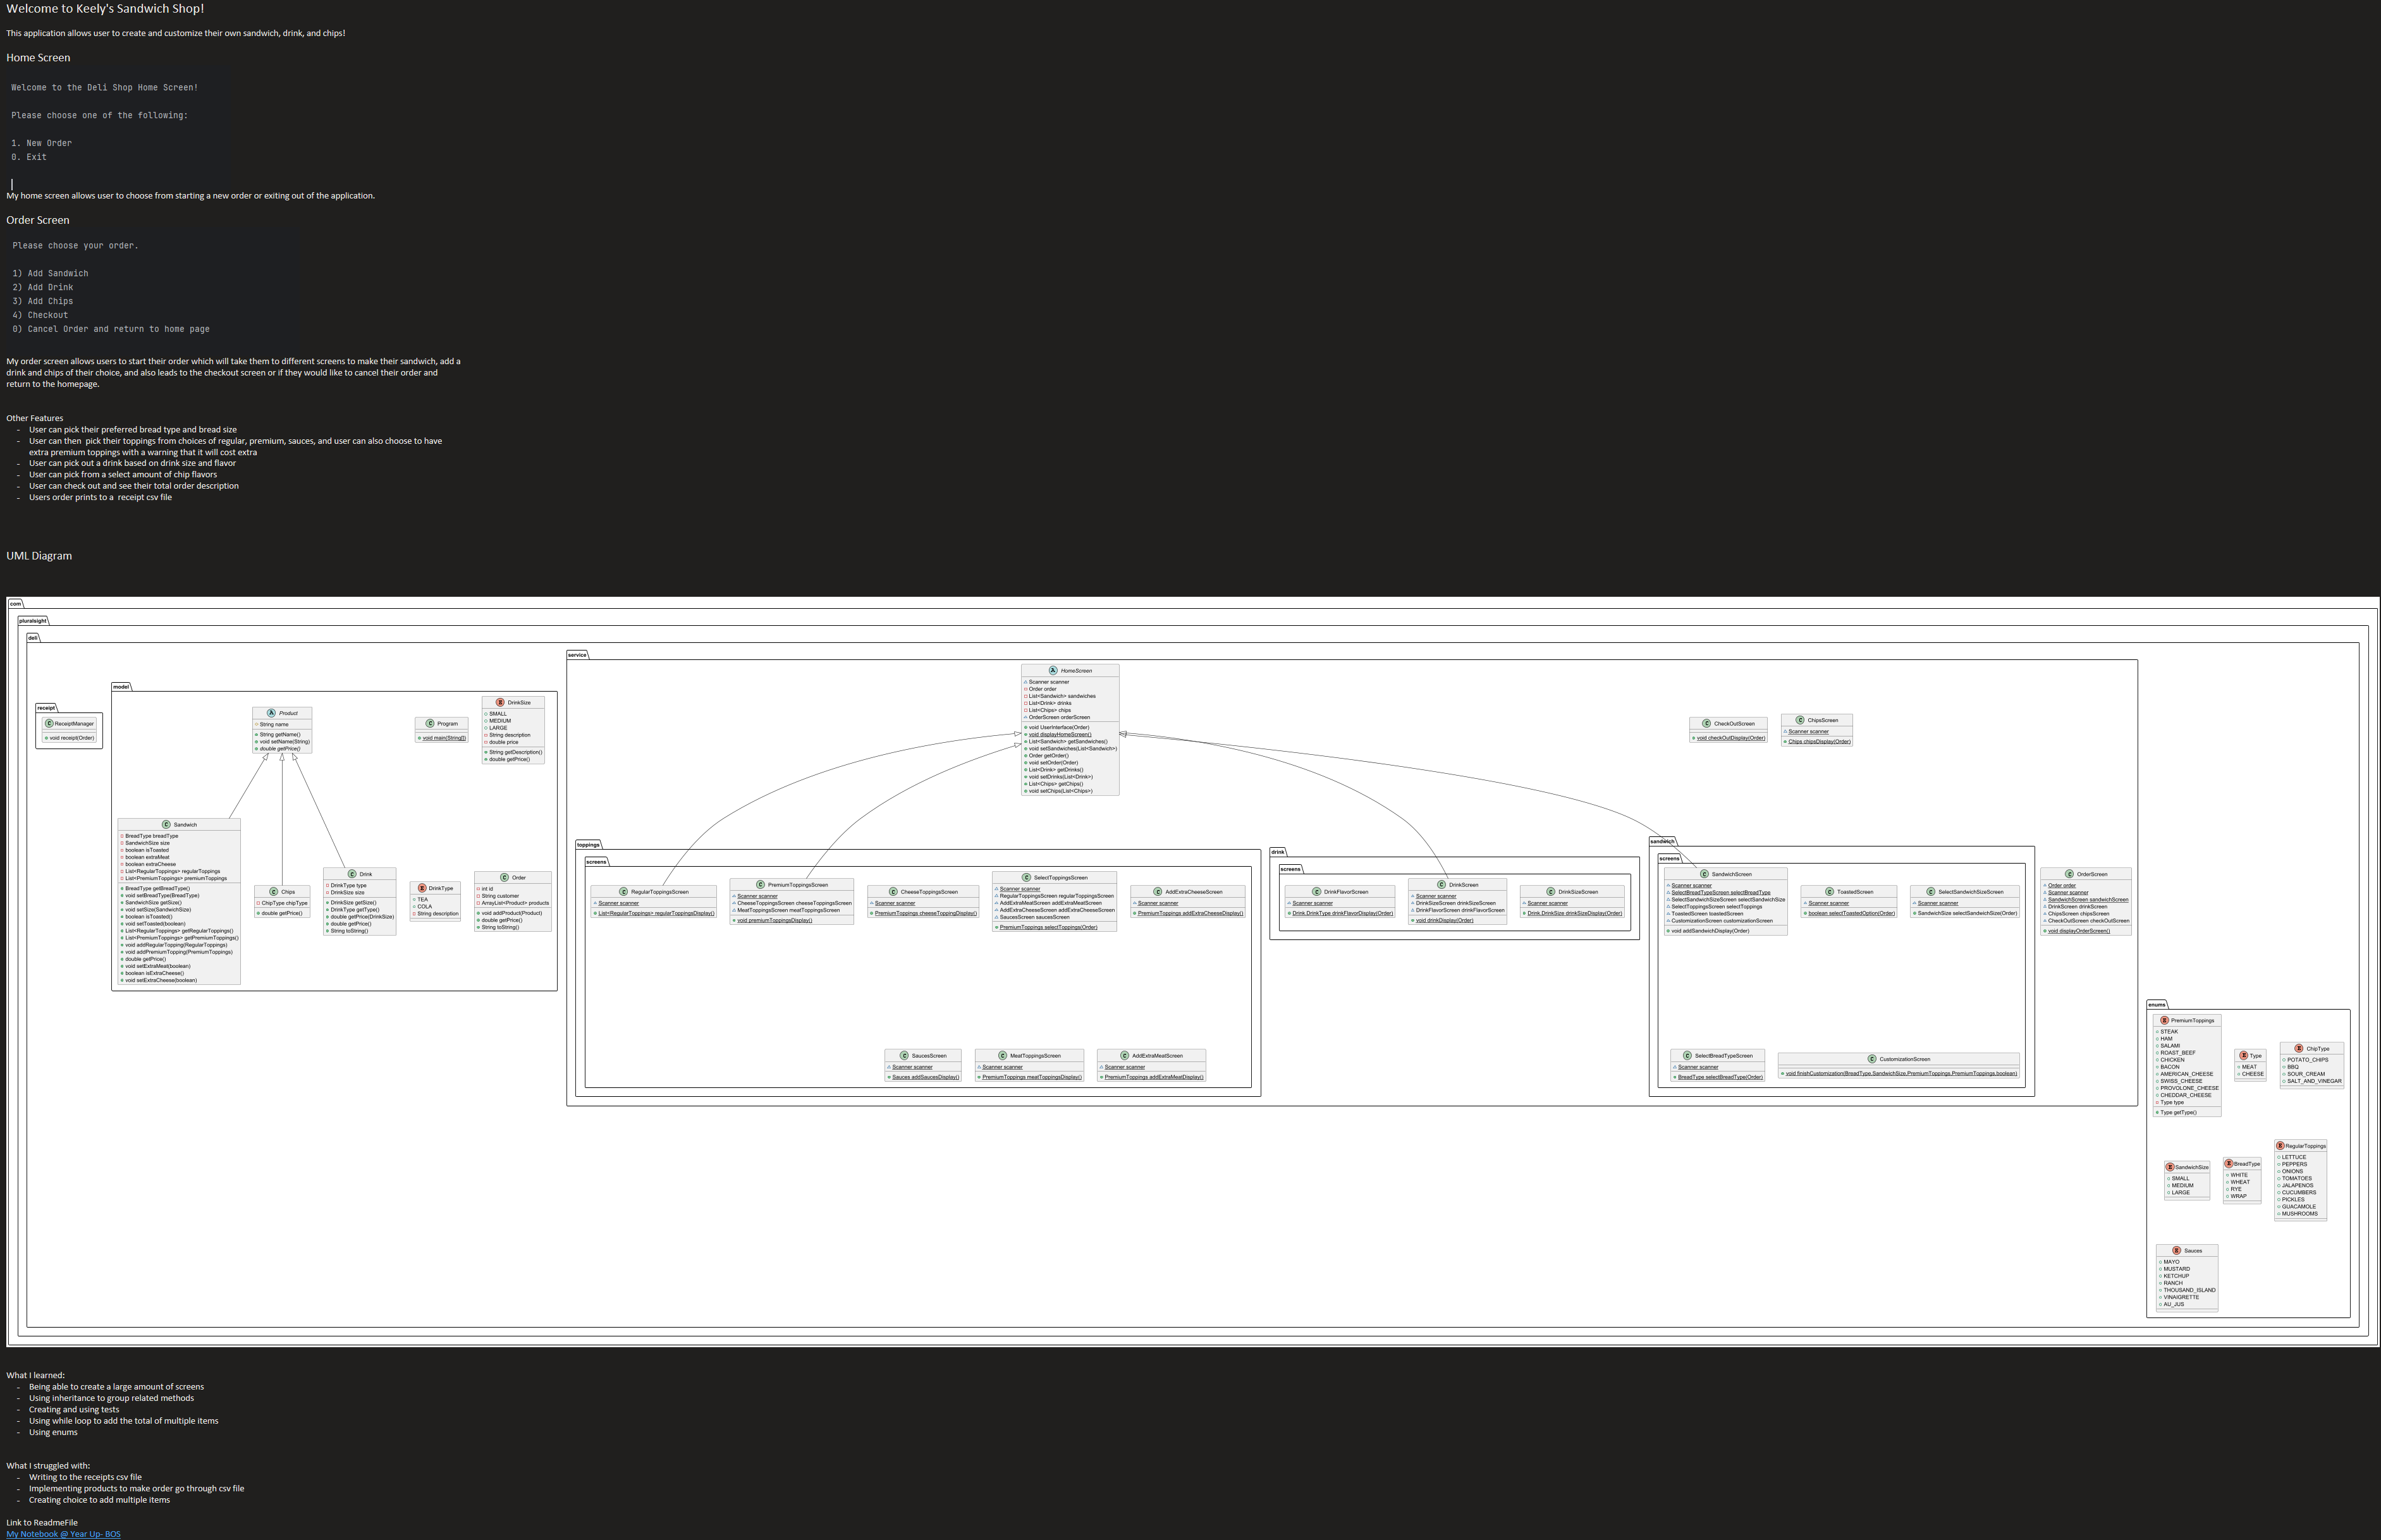 Welcome to Keely's Sandwich Shop!
This application allows user to create and customize their own sandwich, drink, and chips!
Home Screen
Welcome to the Deli Shop Home Screen!
Please choose one of the following:
1. New Order
0. Exit
My home screen allows user to choose from starting a new order or exiting out of the application.
Order Screen
Please choose your order.
1) Add Sandwich
2) Add Drink
3) Add Chips
4) Checkout
0) Cancel Order and return to home page
My order screen allows users to start their order which will take them to different screens to make their sandwich, add a
drink and chips of their choice, and also leads to the checkout screen or if they would like to cancel their order and
return to the homepage.
Other Features
- User can pick their preferred bread type and bread size
- User can then pick their toppings from choices of regular, premium, sauces, and user can also choose to have
extra premium toppings with a warning that it will cost extra
- User can pick out a drink based on drink size and flavor
- User can pick from a select amount of chip flavors
- User can check out and see their total order description
- Users order prints to a receipt csv file
UML Diagram
com
pluralsight
deli
receipt
ReceiptManager
void receipt(Order)
model
Product
String name
String getName()
void setName(String)
double getPrice()
Program
void main(String[])
DrinkSize
SMALL
MEDIUM
LARGE
String description
double price
String getDescription()
double getPrice()
Sandwich
BreadType breadType
SandwichSize size
boolean isToasted
boolean extraMeat
boolean extraCheese
List<RegularToppings> regularToppings
List<PremiumToppings> premiumToppings
BreadType getBreadType()
void setBreadType(BreadType)
SandwichSize getSize()
void setSize(SandwichSize)
boolean isToasted()
void setToasted(boolean)
List<RegularToppings> getRegularToppings()
List<PremiumToppings> getPremiumToppings()
void addRegularTopping(RegularToppings)
void addPremiumTopping(PremiumToppings)
double getPrice()
void setExtraMeat(boolean)
boolean isExtraCheese()
void setExtraCheese(boolean)
Chips
ChipType chipType
double getPrice()
Drink
DrinkType type
DrinkSize size
DrinkSize getSize()
DrinkType getType()
double getPrice(DrinkSize)
double getPrice()
String toString()
DrinkType
TEA
COLA
String description
Order
int id
String customer
ArrayList<Product> products
void addProduct(Product)
double getPrice()
String toString()
service
HomeScreen
Scanner scanner
Order order
List<Sandwich> sandwiches
List<Drink> drinks
List<Chips> chips
OrderScreen orderScreen
void UserInterface(Order)
void displayHomeScreen()
List<Sandwich> getSandwiches()
void setSandwiches(List<Sandwich>)
Order getOrder()
void setOrder(Order)
List<Drink> getDrinks()
void setDrinks(List<Drink>)
List<Chips> getChips()
void setChips(List<Chips>)
CheckOutScreen
void checkOutDisplay(Order)
ChipsScreen
Scanner scanner
Chips chipsDisplay(Order)
toppings
screens
RegularToppingsScreen
Scanner scanner
List<RegularToppings> regularToppingsDisplay()
PremiumToppingsScreen
Scanner scanner
CheeseToppingsScreen cheeseToppingsScreen
MeatToppingsScreen meatToppingsScreen
void premiumToppingsDisplay()
CheeseToppingsScreen
Scanner scanner
PremiumToppings cheeseToppingDisplay()
SelectToppingsScreen
Scanner scanner
RegularToppingsScreen regularToppingsScreen
AddExtraMeatScreen addExtraMeatScreen
AddExtraCheeseScreen addExtraCheeseScreen
SaucesScreen saucesScreen
PremiumToppings selectToppings(Order)
AddExtraCheeseScreen
Scanner scanner
PremiumToppings addExtraCheeseDisplay()
SaucesScreen
Scanner scanner
Sauces addSaucesDisplay()
MeatToppingsScreen
Scanner scanner
PremiumToppings meatToppingsDisplay()
AddExtraMeatScreen
Scanner scanner
PremiumToppings addExtraMeatDisplay()
drink
screens
DrinkFlavorScreen
Scanner scanner
Drink.DrinkType drinkFlavorDisplay(Order)
DrinkScreen
Scanner scanner
DrinkSizeScreen drinkSizeScreen
DrinkFlavorScreen drinkFlavorScreen
void drinkDisplay(Order)
DrinkSizeScreen
Scanner scanner
Drink.DrinkSize drinkSizeDisplay(Order)
sandwich
screens
SandwichScreen
Scanner scanner
SelectBreadTypeScreen selectBreadType
SelectSandwichSizeScreen selectSandwichSize
SelectToppingsScreen selectToppings
ToastedScreen toastedScreen
CustomizationScreen customizationScreen
void addSandwichDisplay(Order)
ToastedScreen
Scanner scanner
boolean selectToastedOption(Order)
SelectSandwichSizeScreen
Scanner scanner
SandwichSize selectSandwichSize(Order)
SelectBreadTypeScreen
Scanner scanner
BreadType selectBreadType(Order)
CustomizationScreen
void finishCustomization(BreadType,SandwichSize,PremiumToppings,PremiumToppings,boolean)
OrderScreen
Order order
Scanner scanner
SandwichScreen sandwichScreen
DrinkScreen drinkScreen
ChipsScreen chipsScreen
CheckOutScreen checkOutScreen
void displayOrderScreen()
enums
PremiumToppings
STEAK
HAM
SALAMI
ROAST_BEEF
CHICKEN
BACON
AMERICAN_CHEESE
SWISS_CHEESE
PROVOLONE_CHEESE
CHEDDAR_CHEESE
Type type
Type getType()
Type
MEAT
CHEESE
ChipType
POTATO_CHIPS
BBQ
SOUR_CREAM
SALT_AND_VINEGAR
SandwichSize
SMALL
MEDIUM
LARGE
BreadType
WHITE
WHEAT
RYE
WRAP
RegularToppings
LETTUCE
PEPPERS
ONIONS
TOMATOES
JALAPENOS
CUCUMBERS
PICKLES
GUACAMOLE
MUSHROOMS
Sauces
MAYO
MUSTARD
KETCHUP
RANCH
THOUSAND_ISLAND
VINAIGRETTE
AU_JUS
What I learned:
- Being able to create a large amount of screens
- Using inheritance to group related methods
- Creating and using tests
- Using while loop to add the total of multiple items
- Using enums
What I struggled with:
- Writing to the receipts csv file
- Implementing products to make order go through csv file
- Creating choice to add multiple items
Link to ReadmeFile
My Notebook @ Year Up- BOS